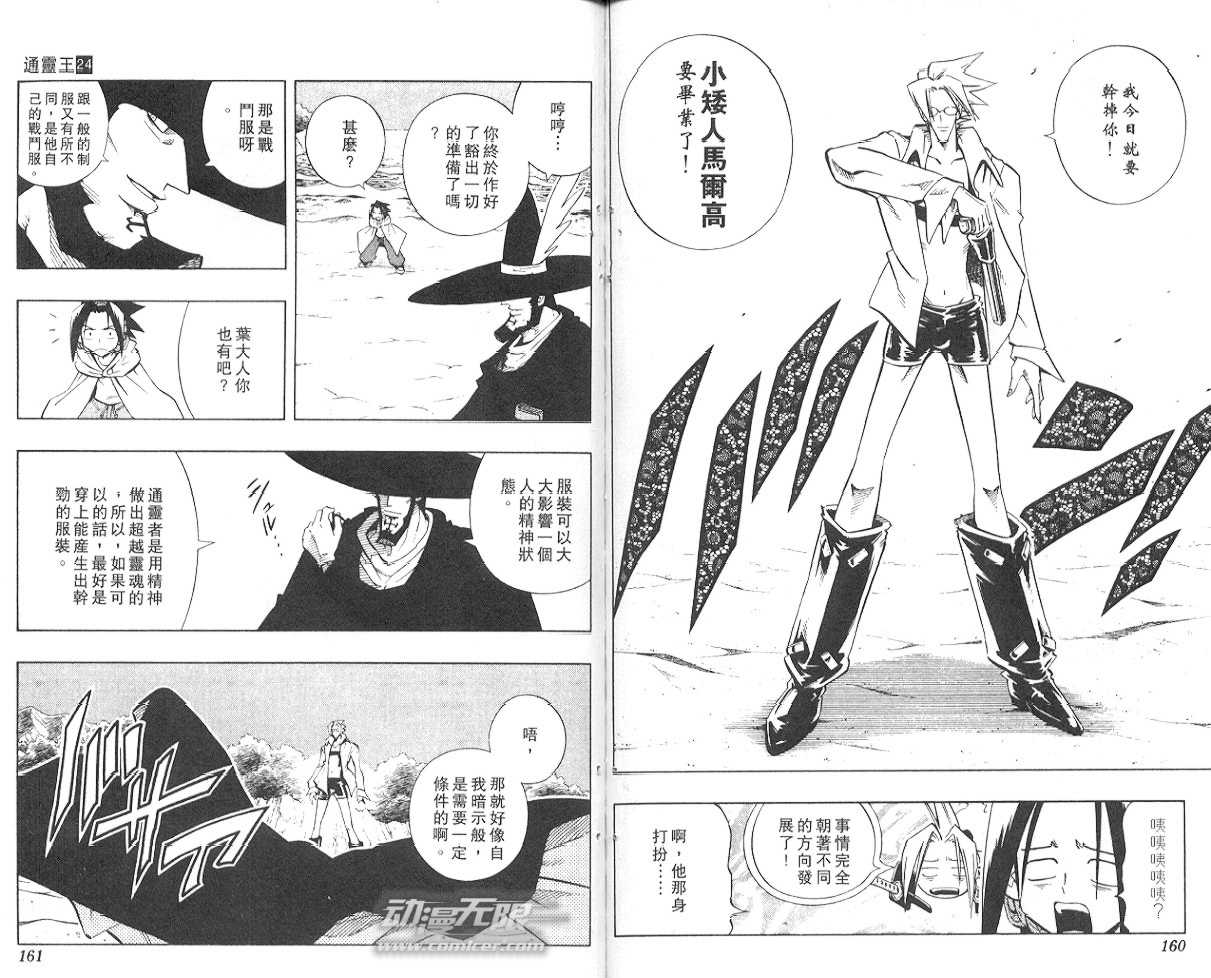 我今日就要
幹掉你！
小矮人馬爾高
要畢業了！
咦咦咦咦咦？
事情完全
朝著不同
的方向發
展了！
啊，他那身
打扮……
160
通靈王24
哼哼…
你終於作好
了豁出一切
的準備了嗎
？
甚麼？
那是戰
鬥服呀
。
跟一般的制
服又有所不
同，是他自
己的戰鬥服。
葉大人你
也有吧？
服裝可以大
大影響一個
人的精神狀
態。
通靈者是用精神
做出超越靈魂的
，所以，如果可
以的話，最好是
穿上能產生出幹
勁的服裝。
唔，
那就好像自
我暗示般，
是需要一定
條件的啊。
バサァ
动漫无限
www.comicer.com
161